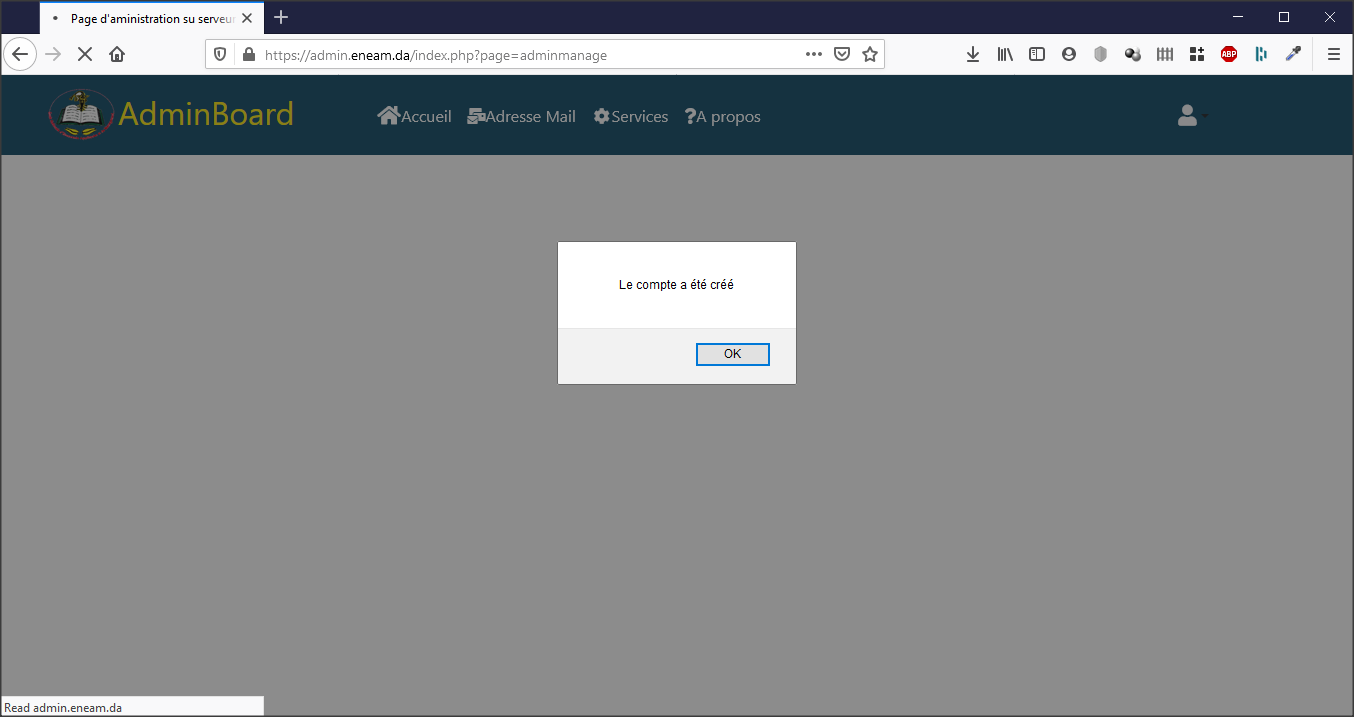 Page d'aministration su serveur
https://admin.eneam.da/index.php?page=adminmanage
ABP
AdminBoard
Accueil
Adresse Mail
Services
?A propos
Le compte a été créé
OK
Read admin.eneam.da